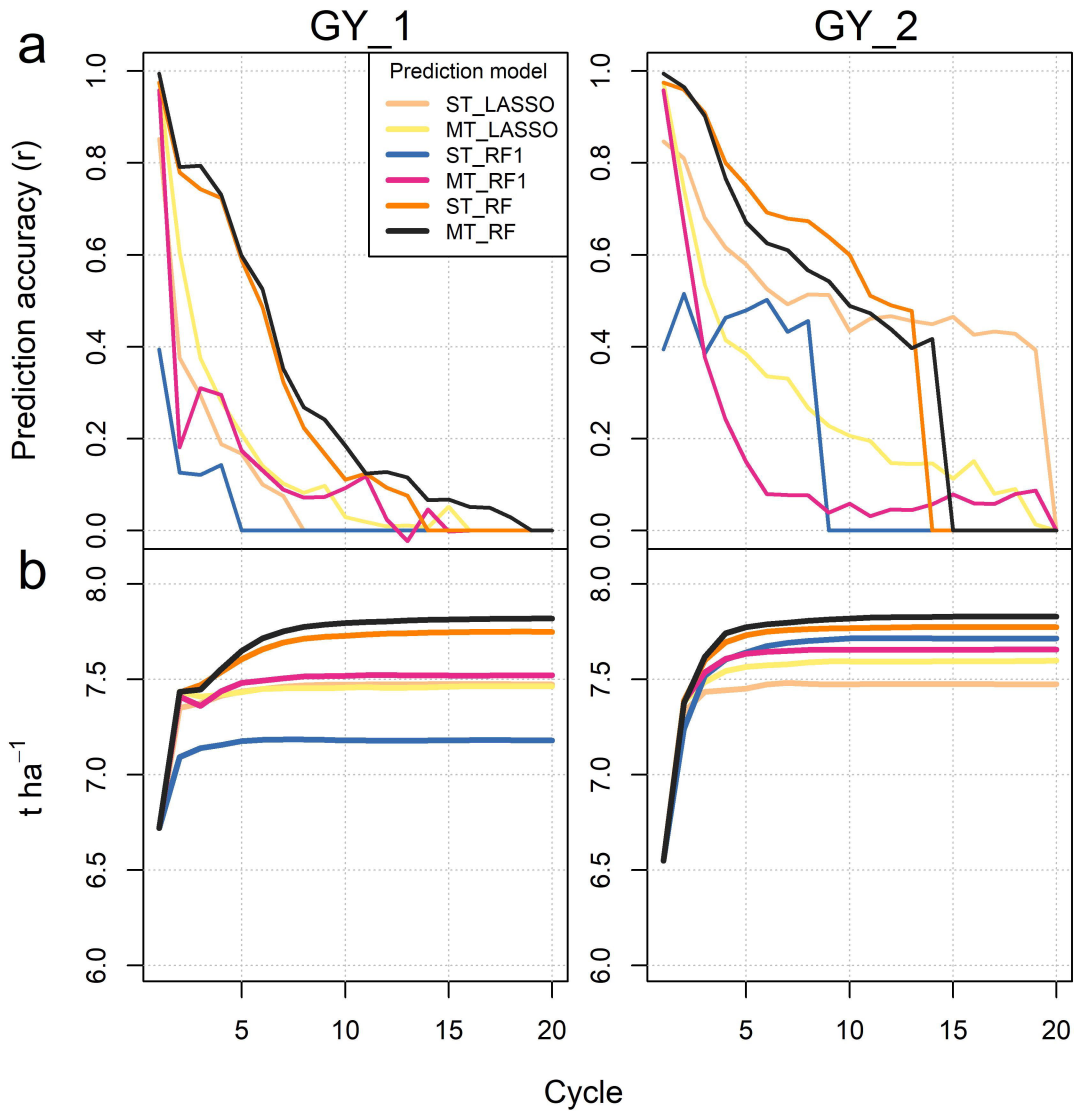 a
GY_1
GY_2
Prediction accuracy (r)
1.0
0.8
0.6
0.4
0.2
0.0
Prediction model
ST_LASSO
MT_LASSO
ST_RF1
MT_RF1
ST_RF
MT_RF
1.0
0.8
0.6
0.4
0.2
0.0
b
t ha⁻¹
8.0
7.5
7.0
6.5
6.0
8.0
7.5
7.0
6.5
6.0
5 10 15 20
5 10 15 20
Cycle